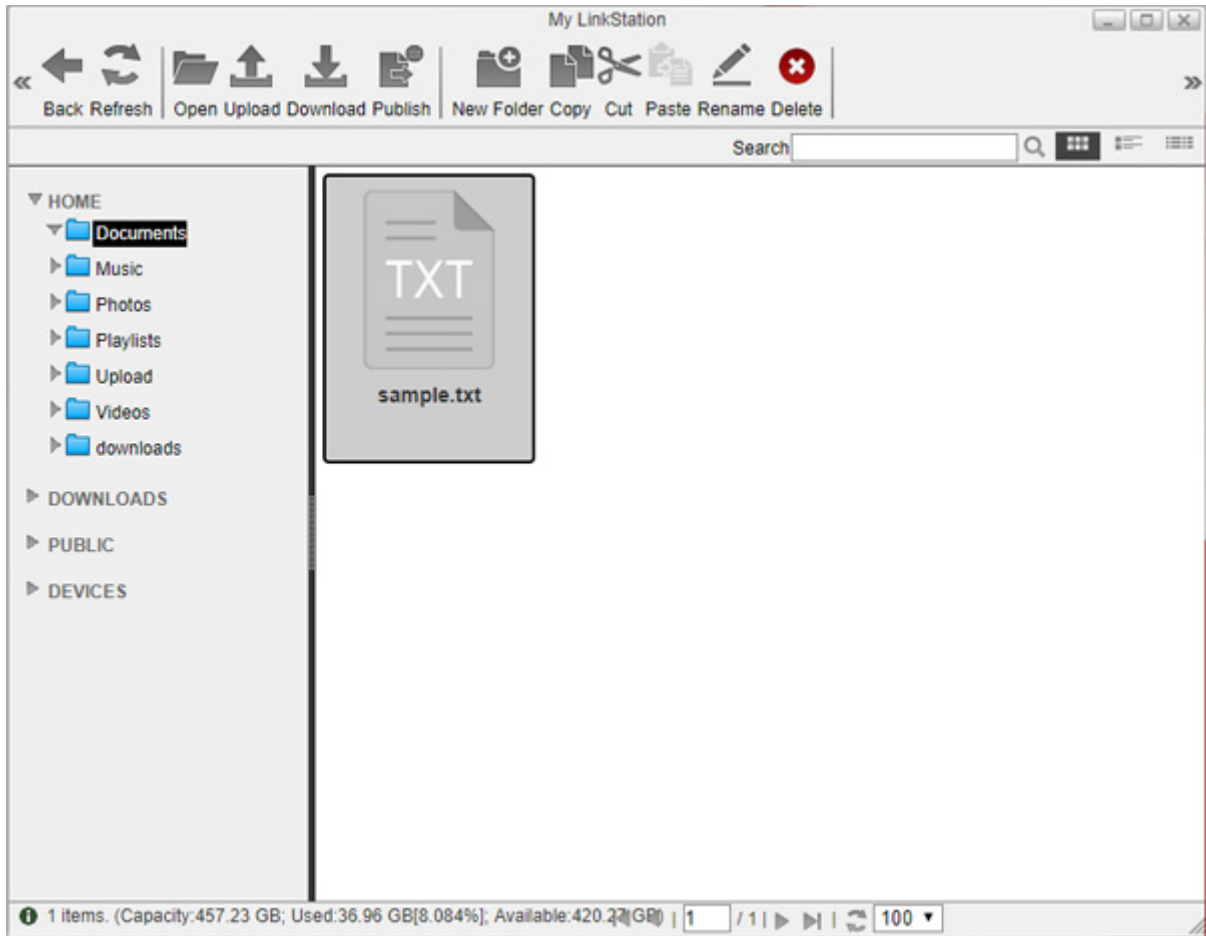 My LinkStation
Back Refresh Open Upload Download Publish New Folder Copy Cut Paste Rename Delete
Search
HOME
Documents
Music
Photos
Playlists
Upload
Videos
downloads
DOWNLOADS
PUBLIC
DEVICES
TXT
sample.txt
1 items. (Capacity:457.23 GB; Used:36.96 GB[8.084%]; Available:420.27 GB) | 1 / 1 | | 100